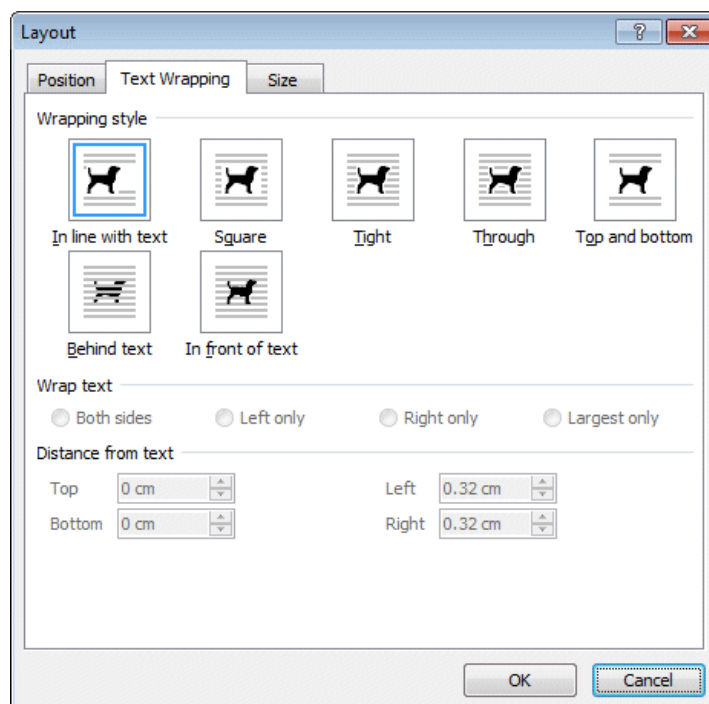 Layout
Position Text Wrapping Size
Wrapping style
In line with text Square Tight Through Top and bottom
Behind text In front of text
Wrap text
Both sides Left only Right only Largest only
Distance from text
Top 0 cm Left 0.32 cm
Bottom 0 cm Right 0.32 cm
OK Cancel